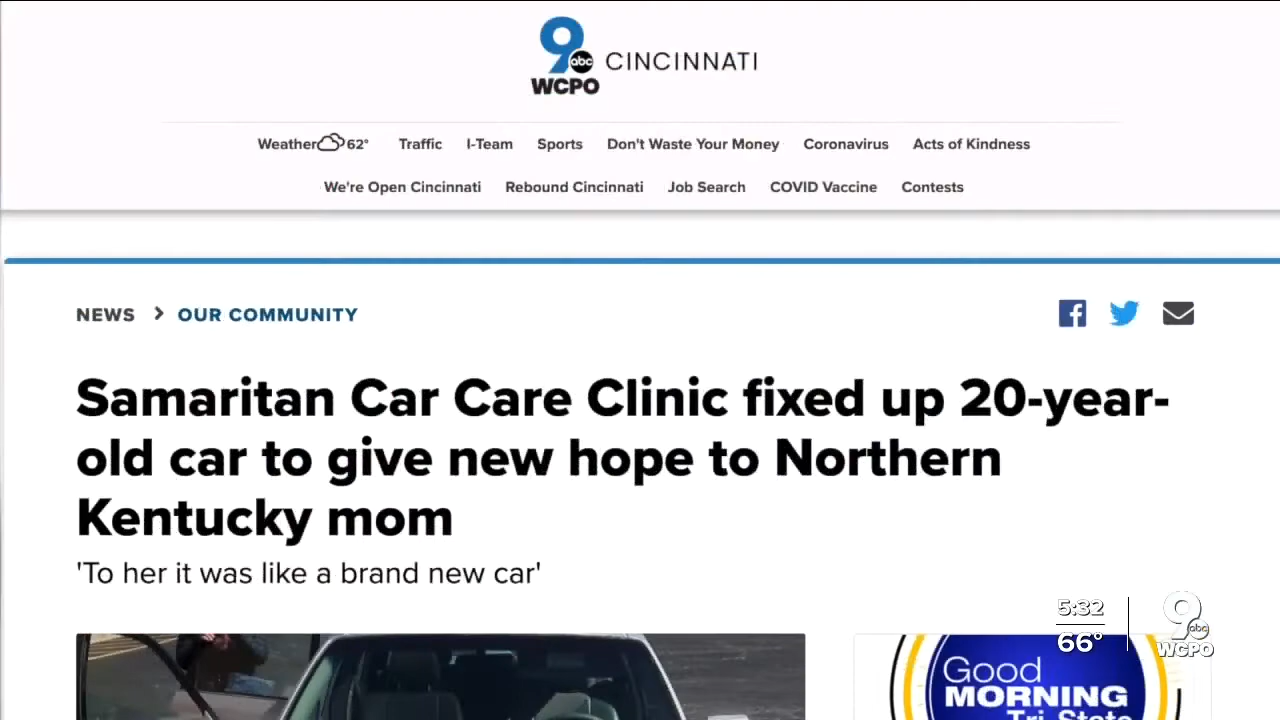 9 abc
WCPO
CINCINNATI
Weather 62° Traffic I-Team Sports Don't Waste Your Money Coronavirus Acts of Kindness
We're Open Cincinnati Rebound Cincinnati Job Search COVID Vaccine Contests
NEWS > OUR COMMUNITY
Samaritan Car Care Clinic fixed up 20-year-
old car to give new hope to Northern
Kentucky mom
'To her it was like a brand new car'
5:32
66°
9 abc
WCPO
Good
MORNING
Tri-State